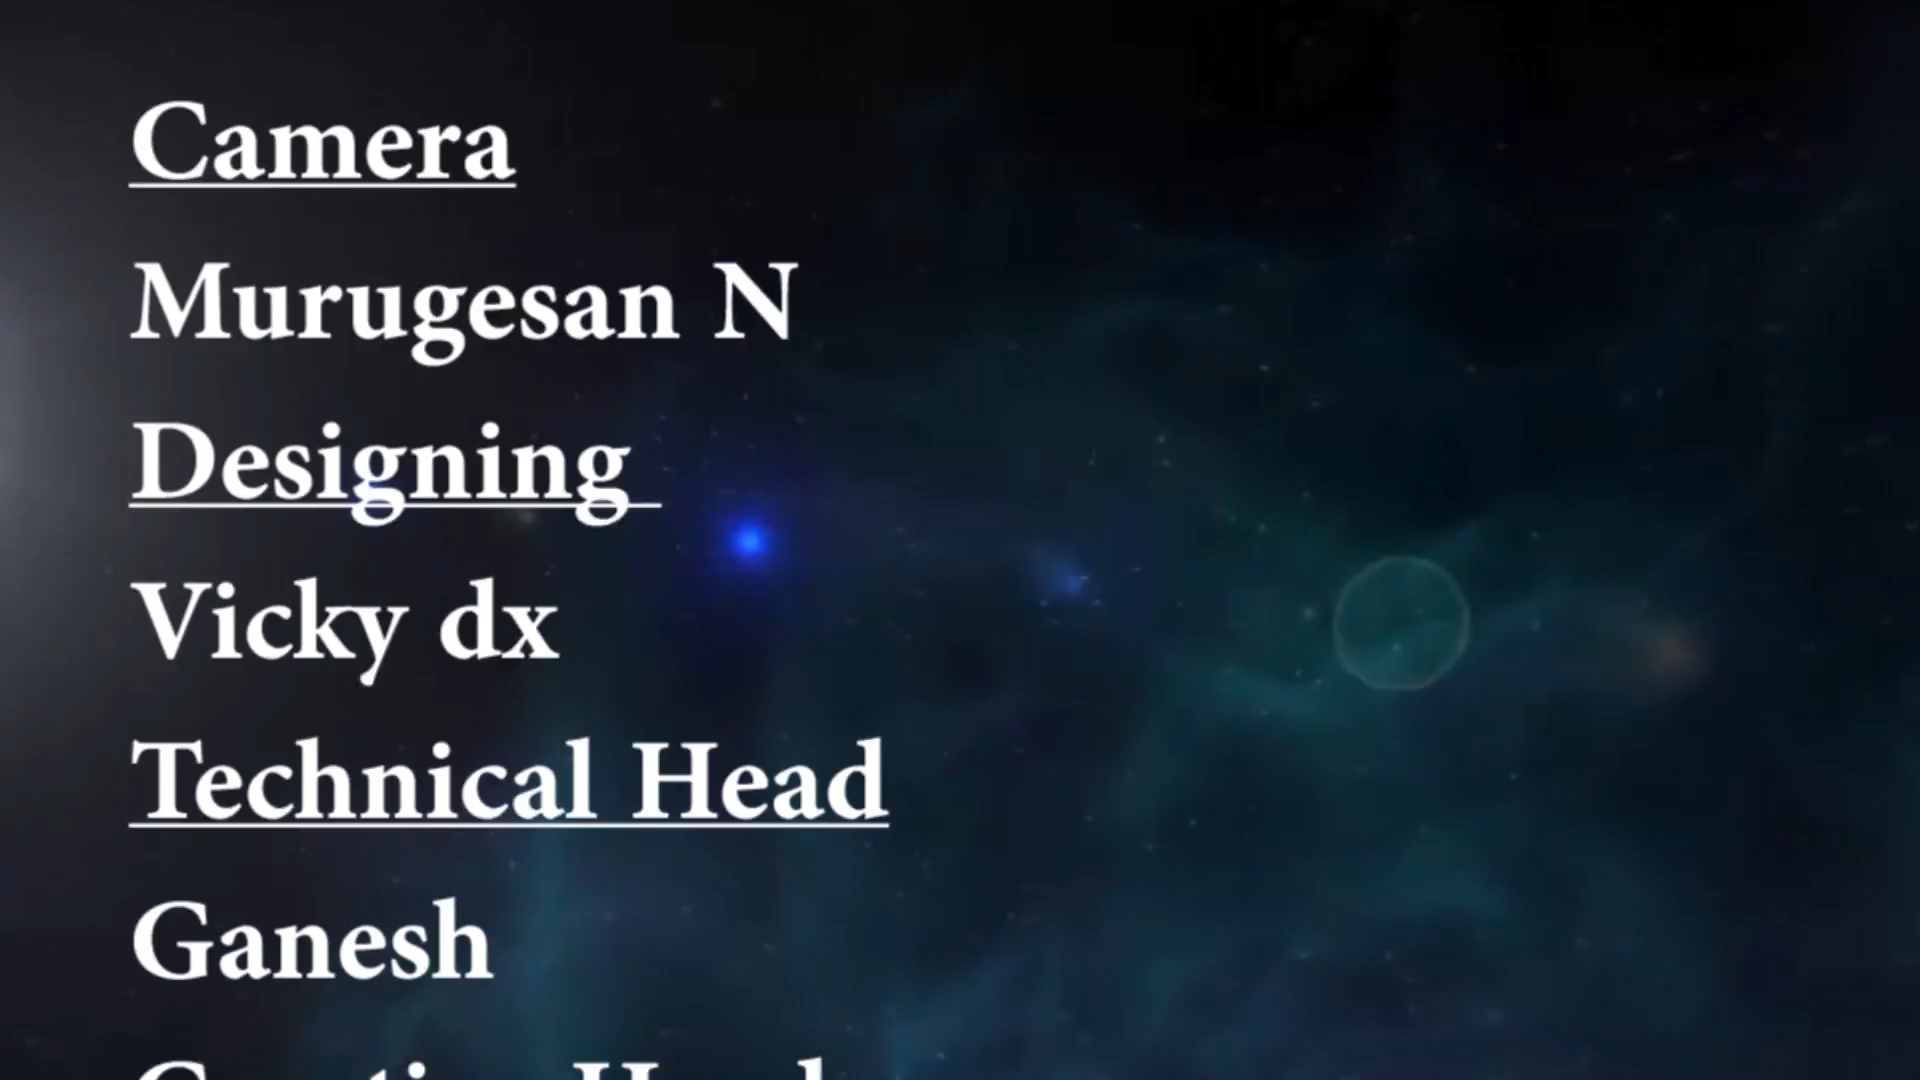 Camera
Murugesan N
Designing
Vicky dx
Technical Head
Ganesh